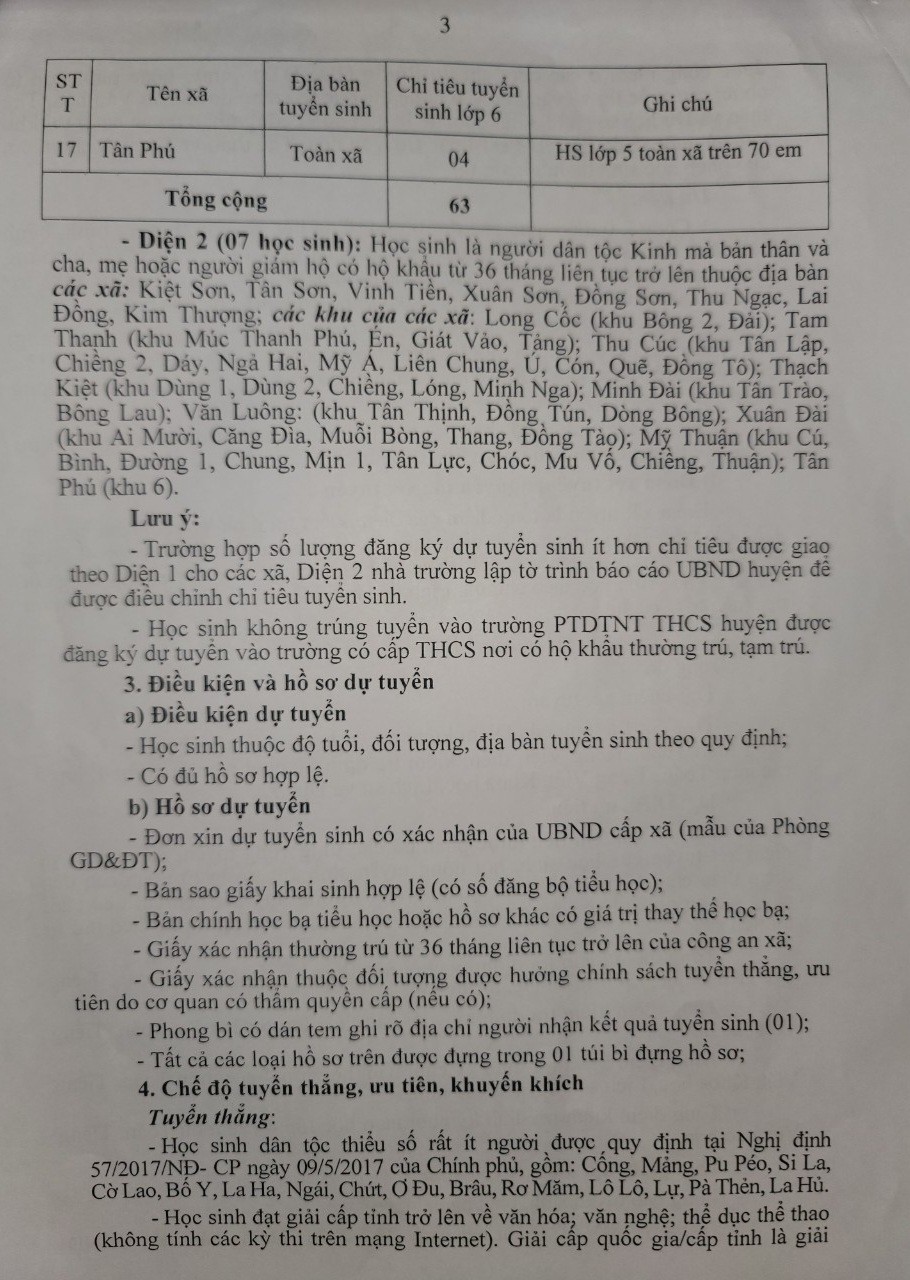 3
ST T | Tên xã | Địa bàn tuyển sinh | Chỉ tiêu tuyển sinh lớp 6 | Ghi chú
17 | Tân Phú | Toàn xã | 04 | HS lớp 5 toàn xã trên 70 em
Tổng cộng | 63
- Diện 2 (07 học sinh): Học sinh là người dân tộc Kinh mà bản thân và
cha, mẹ hoặc người giám hộ có hộ khẩu từ 36 tháng liên tục trở lên thuộc địa bàn
các xã: Kiệt Sơn, Tân Sơn, Vinh Tiền, Xuân Sơn, Đồng Sơn, Thu Ngạc, Lai
Đồng, Kim Thượng; các khu của các xã: Long Cốc (khu Bông 2, Đải); Tam
Thanh (khu Múc Thanh Phú, Én, Giát Vảo, Tảng); Thu Cúc (khu Tân Lập,
Chiềng 2, Dáy, Ngả Hai, Mỹ Á, Liên Chung, Ú, Cón, Quẽ, Đồng Tô); Thạch
Kiệt (khu Dùng 1, Dùng 2, Chiềng, Lóng, Minh Nga); Minh Đài (khu Tân Trào,
Bông Lau); Văn Luông: (khu Tân Thịnh, Đồng Tún, Dòng Bông); Xuân Đài
(khu Ai Mười, Căng Đìa, Muỗi Bòng, Thang, Đồng Tảo); Mỹ Thuận (khu Cú,
Bình, Đường 1, Chung, Mịn 1, Tân Lực, Chóc, Mu Vố, Chiềng, Thuận); Tân
Phú (khu 6).
Lưu ý:
- Trường hợp số lượng đăng ký dự tuyển sinh ít hơn chỉ tiêu được giao
theo Diện 1 cho các xã, Diện 2 nhà trường lập tờ trình báo cáo UBND huyện để
được điều chỉnh chỉ tiêu tuyển sinh.
- Học sinh không trúng tuyển vào trường PTDTNT THCS huyện được
đăng ký dự tuyển vào trường có cấp THCS nơi có hộ khẩu thường trú, tạm trú.
3. Điều kiện và hồ sơ dự tuyển
a) Điều kiện dự tuyển
- Học sinh thuộc độ tuổi, đối tượng, địa bàn tuyển sinh theo quy định;
- Có đủ hồ sơ hợp lệ.
b) Hồ sơ dự tuyển
- Đơn xin dự tuyển sinh có xác nhận của UBND cấp xã (mẫu của Phòng
GD&ĐT);
- Bản sao giấy khai sinh hợp lệ (có số đăng bộ tiểu học);
- Bản chính học bạ tiểu học hoặc hồ sơ khác có giá trị thay thế học bạ;
- Giấy xác nhận thường trú từ 36 tháng liên tục trở lên của công an xã;
- Giấy xác nhận thuộc đối tượng được hưởng chính sách tuyển thẳng, ưu
tiên do cơ quan có thẩm quyền cấp (nếu có);
- Phong bì có dán tem ghi rõ địa chỉ người nhận kết quả tuyển sinh (01);
- Tất cả các loại hồ sơ trên được đựng trong 01 túi bì đựng hồ sơ;
4. Chế độ tuyển thẳng, ưu tiên, khuyến khích
Tuyển thẳng:
- Học sinh dân tộc thiểu số rất ít người được quy định tại Nghị định
57/2017/NĐ- CP ngày 09/5/2017 của Chính phủ, gồm: Cống, Mảng, Pu Péo, Si La,
Cờ Lao, Bố Y, La Ha, Ngái, Chứt, Ơ Đu, Brâu, Rơ Măm, Lô Lô, Lự, Pà Thẻn, La Hủ.
- Học sinh đạt giải cấp tỉnh trở lên về văn hóa; văn nghệ; thể dục thể thao
(không tính các kỳ thi trên mạng Internet). Giải cấp quốc gia/cấp tỉnh là giải